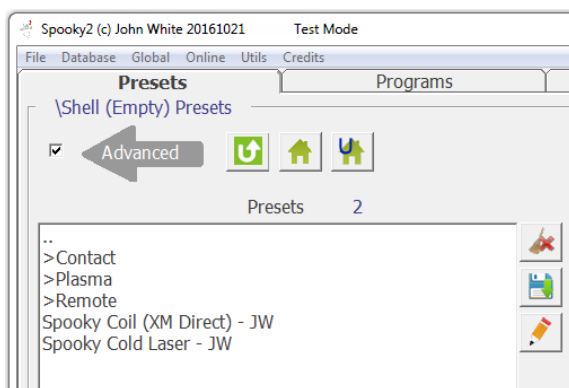 Spooky2 (c) John White 20161021 Test Mode
File Database Global Online Utils Credits
Presets Programs
\Shell (Empty) Presets
Advanced
U
Presets 2
..
>Contact
>Plasma
>Remote
Spooky Coil (XM Direct) - JW
Spooky Cold Laser - JW